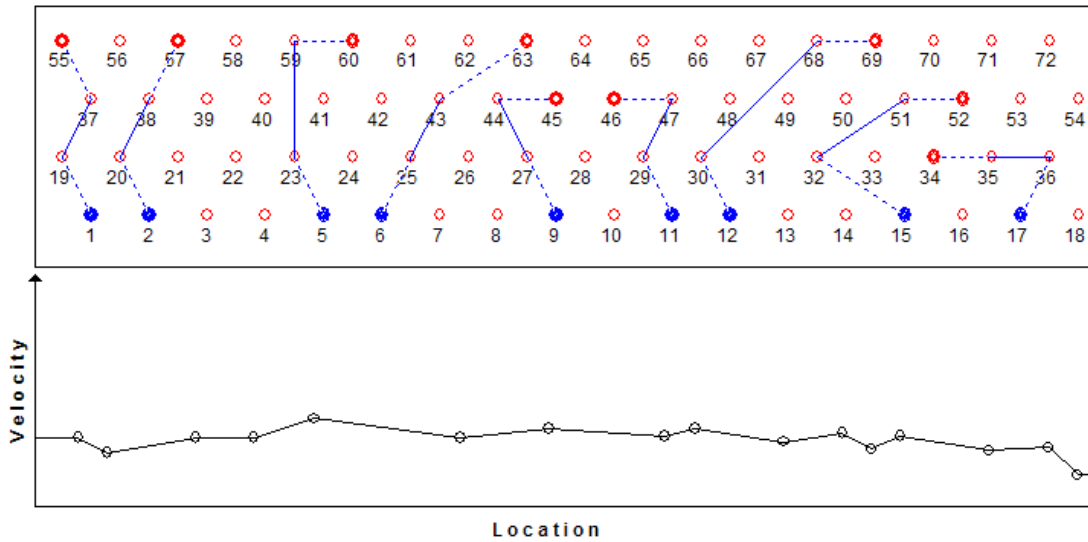 55 56 57 58 59 60 61 62 63 64 65 66 67 68 69 70 71 72
37 38 39 40 41 42 43 44 45 46 47 48 49 50 51 52 53 54
19 20 21 22 23 24 25 26 27 28 29 30 31 32 33 34 35 36
1 2 3 4 5 6 7 8 9 10 11 12 13 14 15 16 17 18
Velocity
Location